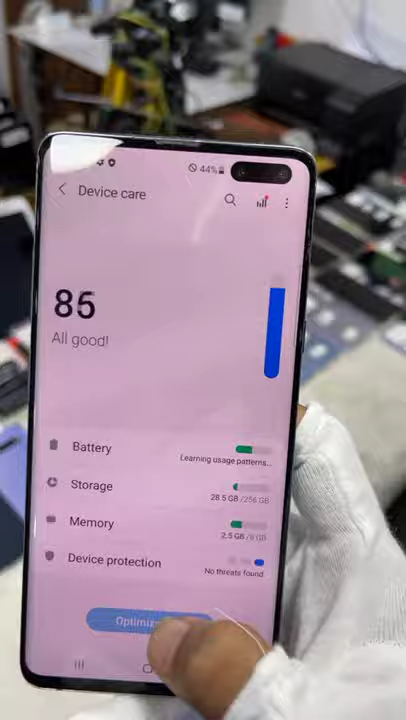 44%
Device care
85
All good!
Battery
Learning usage patterns...
Storage
28.5 GB /256 GB
Memory
2.5 GB /8 GB
Device protection
No threats found